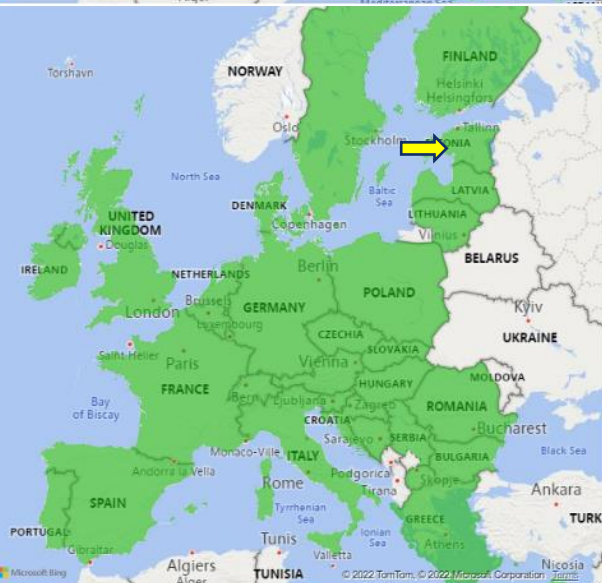 Mediterranean Sea
FINLAND
Torshavn
NORWAY
Helsinki
Helsingfors
Oslo
Tallinn
Stockholm
North Sea
LATVIA
Baltic
Sea
DENMARK
LITHUANIA
UNITED
KINGDOM
Copenhagen
Vilnius
Douglas
BELARUS
IRELAND
NETHERLANDS
Berlin
POLAND
Brussels
London
GERMANY
Kyiv
Luxembourg
UKRAINE
CZECHIA
Saint Helier
SLOVAKIA
Paris
Vienna
MOLDOVA
HUNGARY
FRANCE
Bern
Ljubljana
Zagreb
ROMANIA
Bay
of Biscay
CROATIA
Bucharest
Sarajevo
SERBIA
Monaco-Ville
ITALY
BULGARIA
Black Sea
Andorra la Vella
Podgorica
Skopje
Rome
Tirana
Ankara
SPAIN
Tyrrhenian
Sea
GREECE
TURK
PORTUGAL
Ionian
Sea
Athens
Gibraltar
Tunis
Valletta
Algiers
Nicosia
Microsoft Bing
TUNISIA
© 2022 TomTom, © 2022 Microsoft Corporation Terms